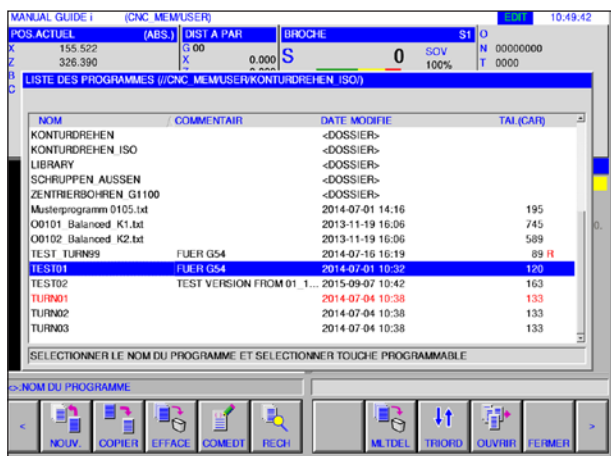 MANUAL GUIDE i (CNC_MEM/USER) EDIT 10.49.42
POS.ACTUEL (ABS.) DIST A PAR BROCHE S1 O
X 155.522 G 00 S 0 SOV N 00000000
Z 326.390 X 0.000 100% T 0000
B
C
LISTE DES PROGRAMMES (//CNC_MEM/USER/KONTURDREHEN_ISO/)
NOM / COMMENTAIR DATE MODIFIE TAL(CAR)
KONTURDREHEN <DOSSIER>
KONTURDREHEN_ISO <DOSSIER>
LIBRARY <DOSSIER>
SCHRUPPEN_AUSSEN <DOSSIER>
ZENTRIERBOHREN_G1100 <DOSSIER>
Musterprogramm 0105.txt 2014-07-01 14:16 195
O0101_Balanced_K1.txt 2013-11-19 16:06 745
O0102_Balanced_K2.txt 2013-11-19 16:06 589
TEST_TURN99 FUER G54 2014-07-16 16:19 89 R
TEST01 FUER G54 2014-07-01 10:32 120
TEST02 TEST VERSION FROM 01_1... 2015-09-07 10:42 163
TURN01 2014-07-04 10:38 133
TURN02 2014-07-04 10:38 133
TURN03 2014-07-04 10:38 133
SELECTIONNER LE NOM DU PROGRAMME ET SELECTIONNER TOUCHE PROGRAMMABLE
<>:NOM DU PROGRAMME
< NOUV. COPIER EFFACE COMEDT RECH MLTDEL TRIORD OUVRIR FERMER >